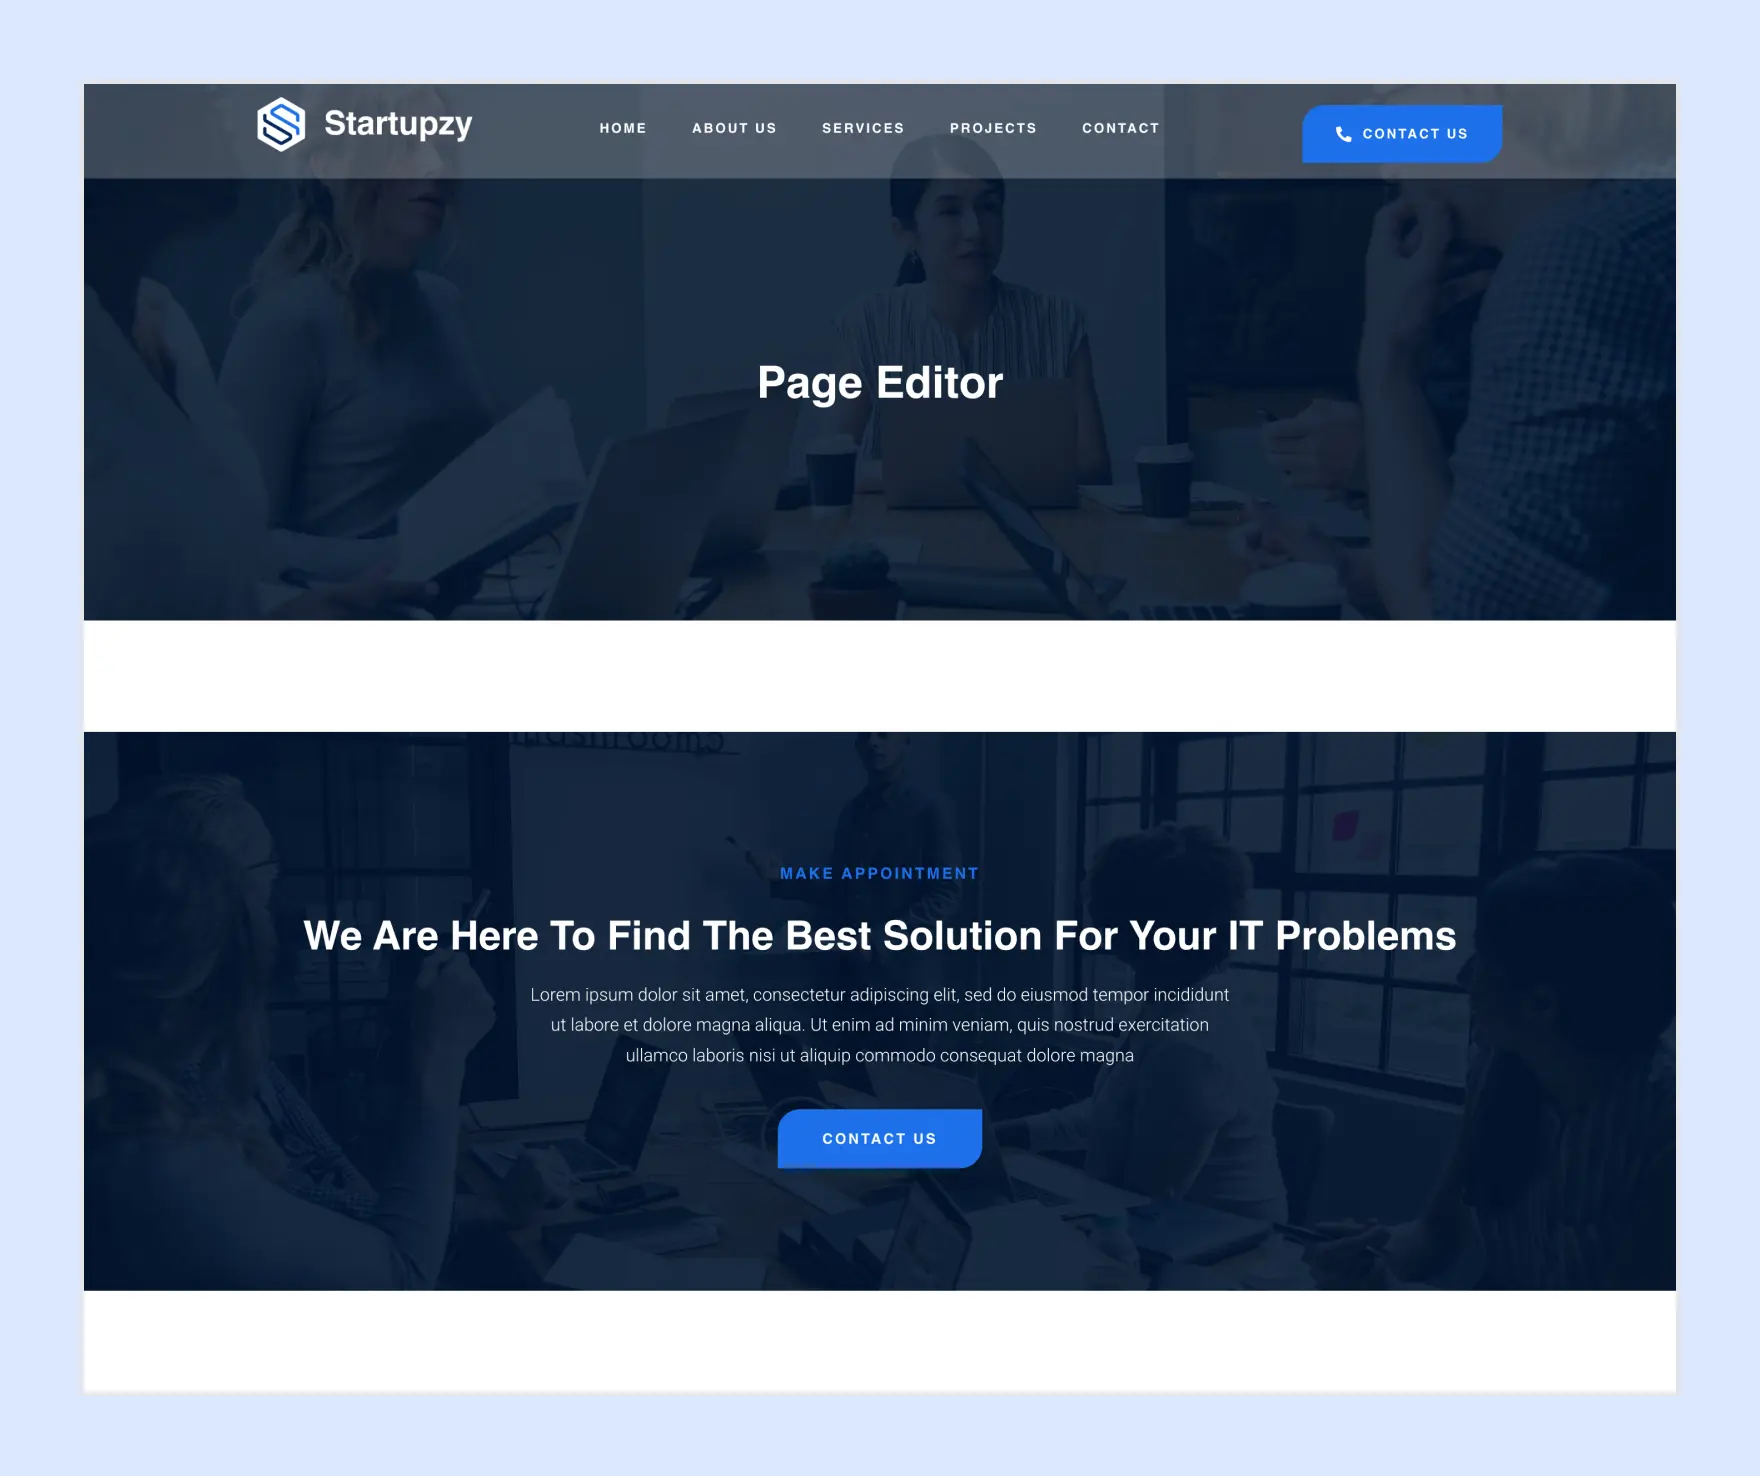 Startupzy
HOME ABOUT US SERVICES PROJECTS CONTACT
CONTACT US
Page Editor
mushrooms
MAKE APPOINTMENT
We Are Here To Find The Best Solution For Your IT Problems
Lorem ipsum dolor sit amet, consectetur adipiscing elit, sed do eiusmod tempor incididunt
ut labore et dolore magna aliqua. Ut enim ad minim veniam, quis nostrud exercitation
ullamco laboris nisi ut aliquip commodo consequat dolore magna
CONTACT US